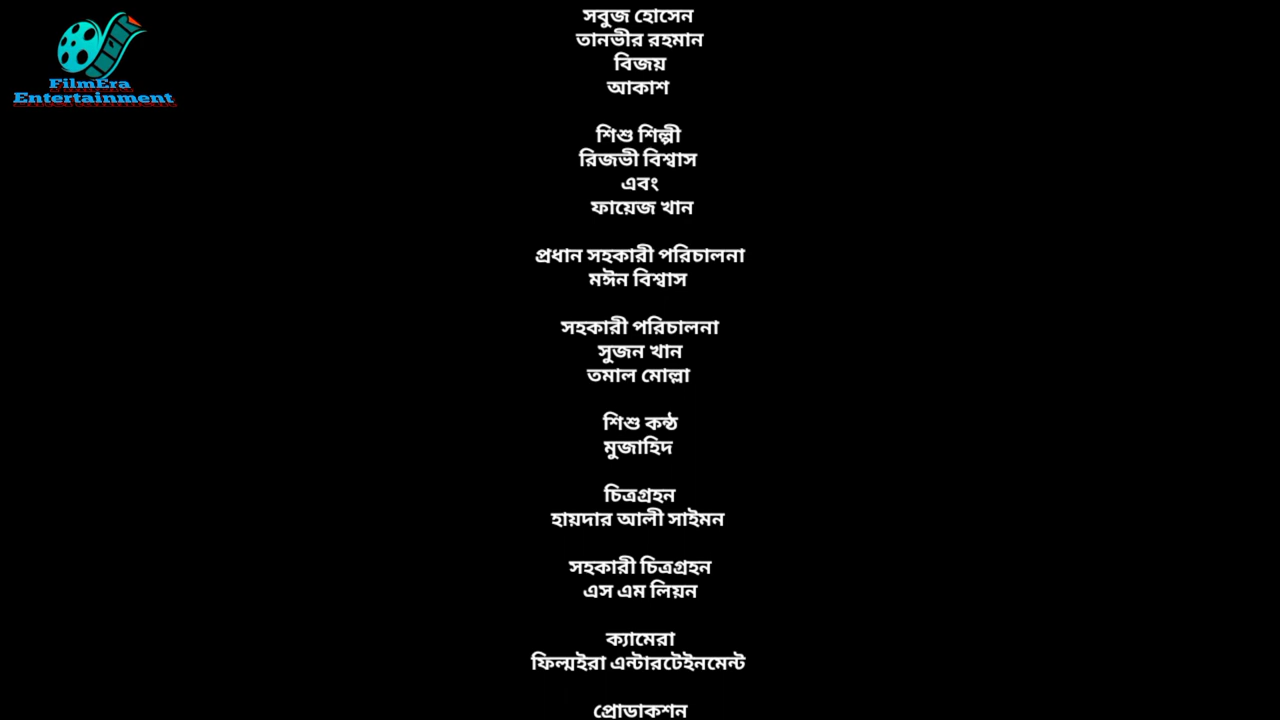 FilmEra
Entertainment
সবুজ হোসেন
তানভীর রহমান
বিজয়
আকাশ
শিশু শিল্পী
রিজভী বিশ্বাস
এবং
ফায়েজ খান
প্রধান সহকারী পরিচালনা
মঈন বিশ্বাস
সহকারী পরিচালনা
সুজন খান
তমাল মোল্লা
শিশু কন্ঠ
মুজাহিদ
চিত্রগ্রহন
হায়দার আলী সাইমন
সহকারী চিত্রগ্রহন
এস এম লিয়ন
ক্যামেরা
ফিল্মইরা এন্টারটেইনমেন্ট
প্রোডাকশন